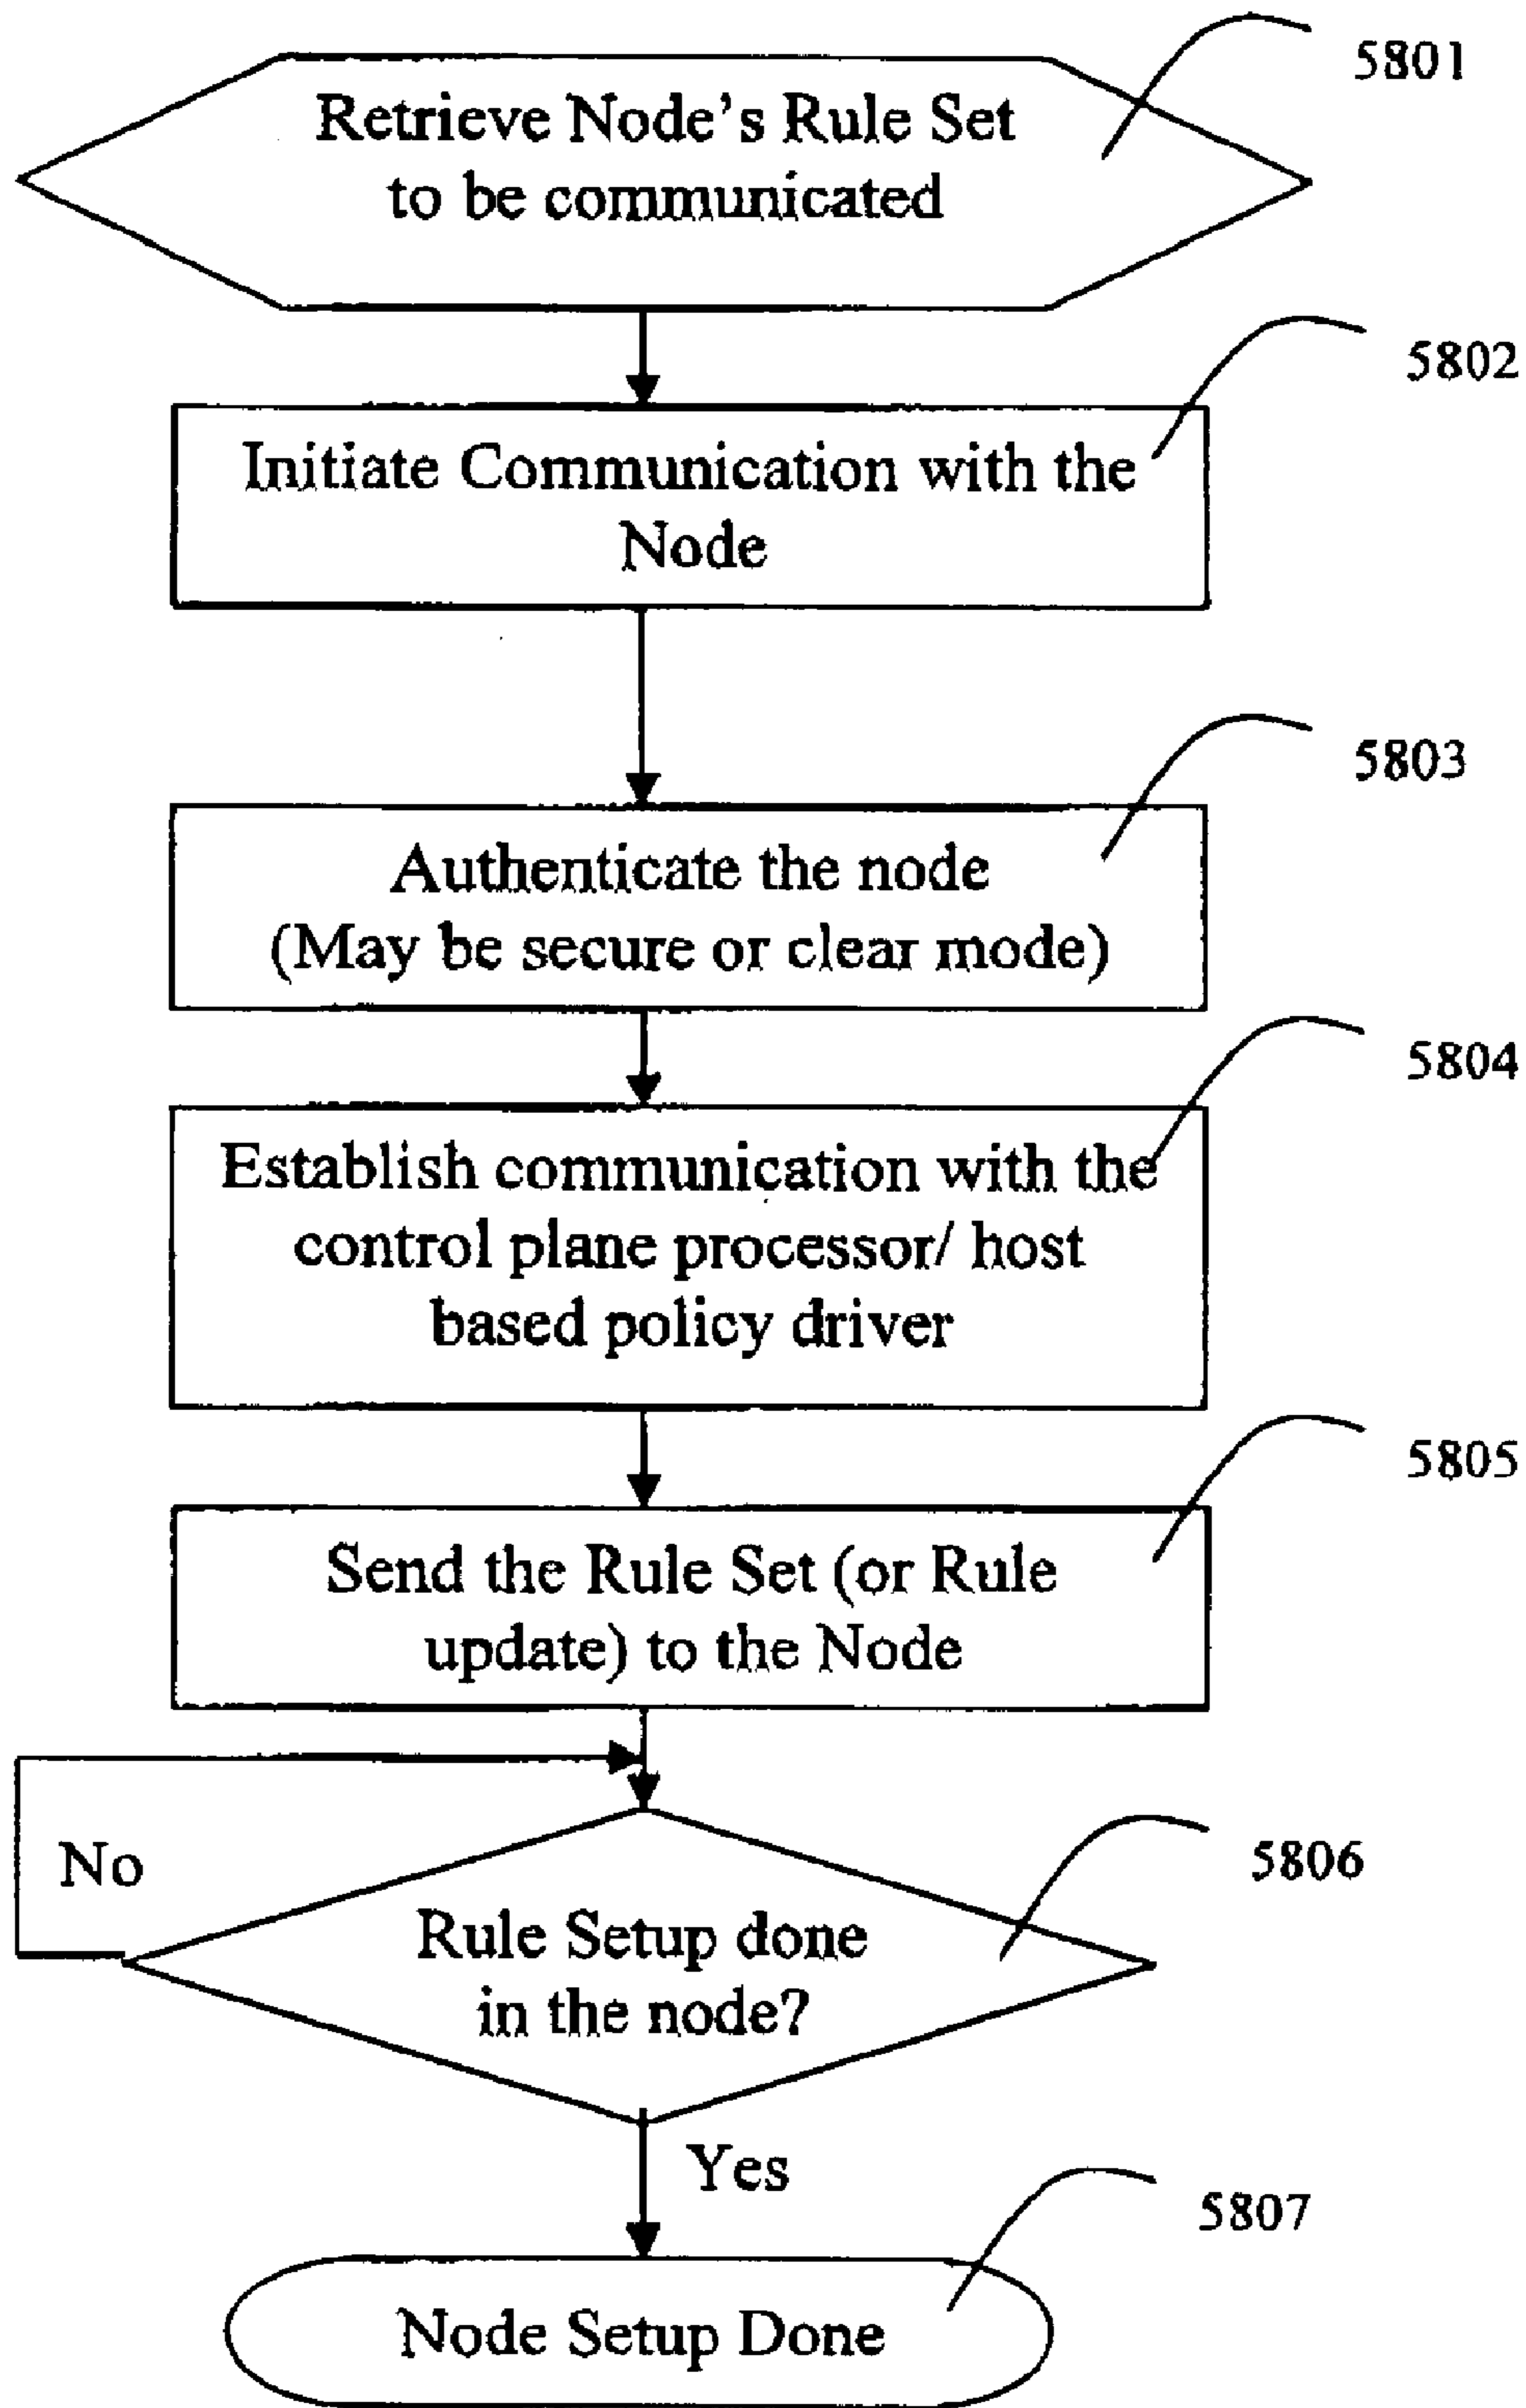 5801
Retrieve Node's Rule Set
to be communicated
5802
Initiate Communication with the
Node
5803
Authenticate the node
(May be secure or clear mode)
5804
Establish communication with the
control plane processor/ host
based policy driver
5805
Send the Rule Set (or Rule
update) to the Node
No
5806
Rule Setup done
in the node?
Yes
5807
Node Setup Done